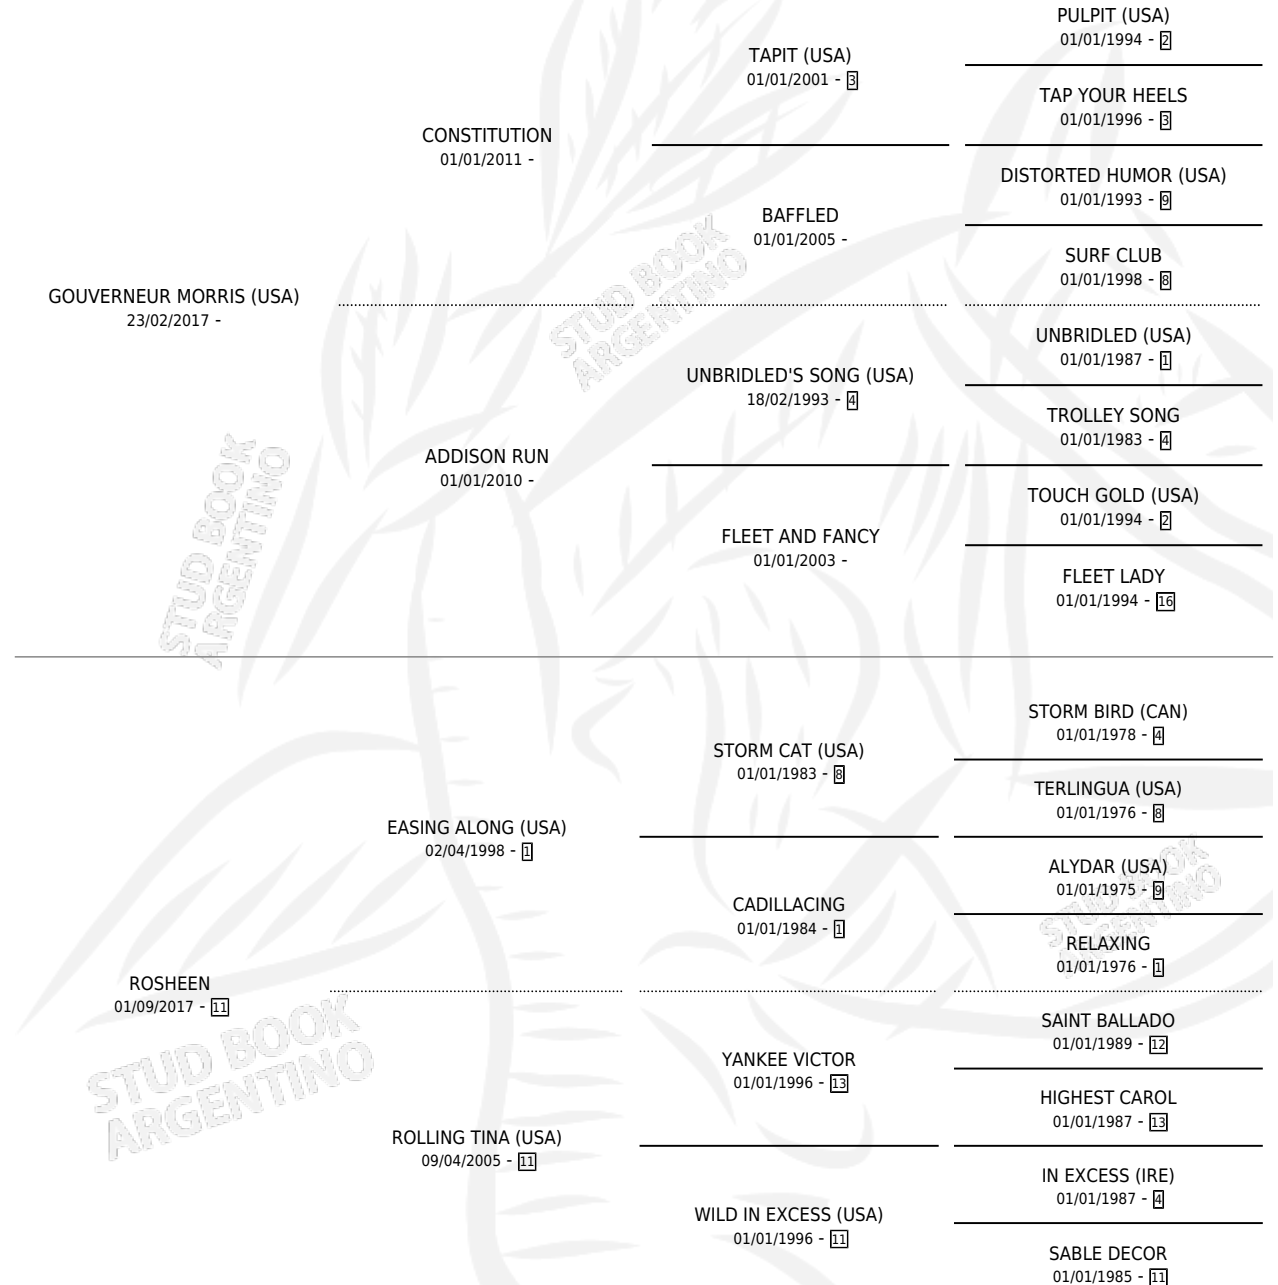 PULPIT (USA)
01/01/1994 - 2
TAPIT (USA)
01/01/2001 - 3
TAP YOUR HEELS
01/01/1996 - 3
CONSTITUTION
01/01/2011 -
DISTORTED HUMOR (USA)
01/01/1993 - 9
BAFFLED
01/01/2005 -
SURF CLUB
01/01/1998 - 8
GOUVERNEUR MORRIS (USA)
23/02/2017 -
UNBRIDLED (USA)
01/01/1987 - 1
UNBRIDLED'S SONG (USA)
18/02/1993 - 4
TROLLEY SONG
01/01/1983 - 4
ADDISON RUN
01/01/2010 -
TOUCH GOLD (USA)
01/01/1994 - 2
FLEET AND FANCY
01/01/2003 -
FLEET LADY
01/01/1994 - 16
STORM BIRD (CAN)
01/01/1978 - 4
STORM CAT (USA)
01/01/1983 - 8
TERLINGUA (USA)
01/01/1976 - 8
EASING ALONG (USA)
02/04/1998 - 1
ALYDAR (USA)
01/01/1975 - 9
CADILLACING
01/01/1984 - 1
RELAXING
01/01/1976 - 1
ROSHEEN
01/09/2017 - 11
SAINT BALLADO
01/01/1989 - 12
YANKEE VICTOR
01/01/1996 - 13
HIGHEST CAROL
01/01/1987 - 13
ROLLING TINA (USA)
09/04/2005 - 11
IN EXCESS (IRE)
01/01/1987 - 4
WILD IN EXCESS (USA)
01/01/1996 - 11
SABLE DECOR
01/01/1985 - 11
STUD BOOK
ARGENTINO
STUD BOOK
ARGENTINO
STUD BOOK
ARGENTINO
STUD BOOK
ARGENTINO